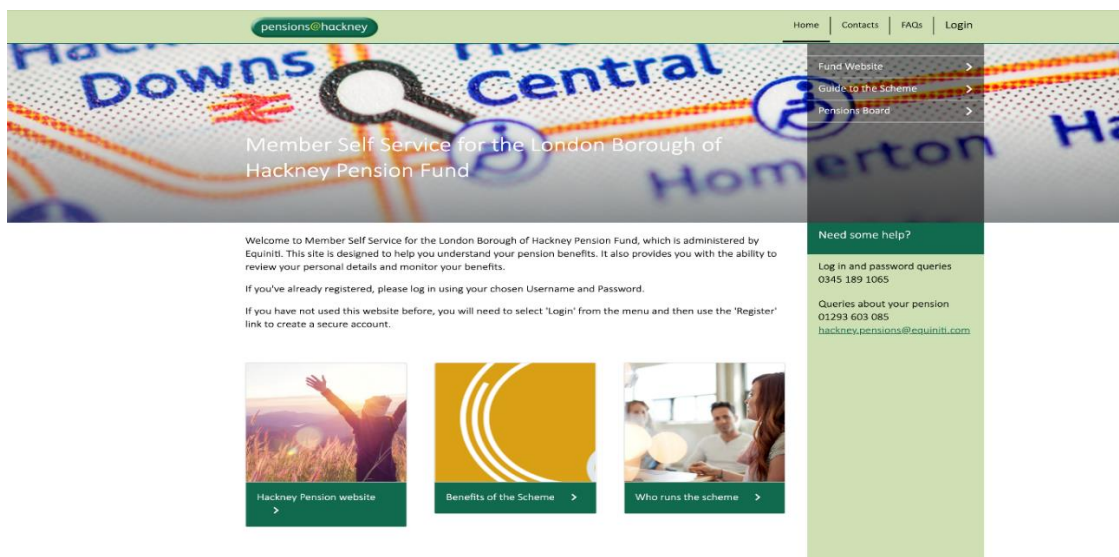 pensions@hackney
Home
Contacts
FAQs
Login
Downs
Central
Homerton
Fund Website
Guide to the Scheme
Pensions Board
Member Self Service for the London Borough of
Hackney Pension Fund
Need some help?
Welcome to Member Self Service for the London Borough of Hackney Pension Fund, which is administered by
Equiniti. This site is designed to help you understand your pension benefits. It also provides you with the ability to
review your personal details and monitor your benefits.
If you've already registered, please log in using your chosen Username and Password.
If you have not used this website before, you will need to select 'Login' from the menu and then use the 'Register'
link to create a secure account.
Log in and password queries
0345 189 1065
Queries about your pension
01293 603 085
hackney.pensions@equiniti.com
Hackney Pension website
Benefits of the Scheme
Who runs the scheme